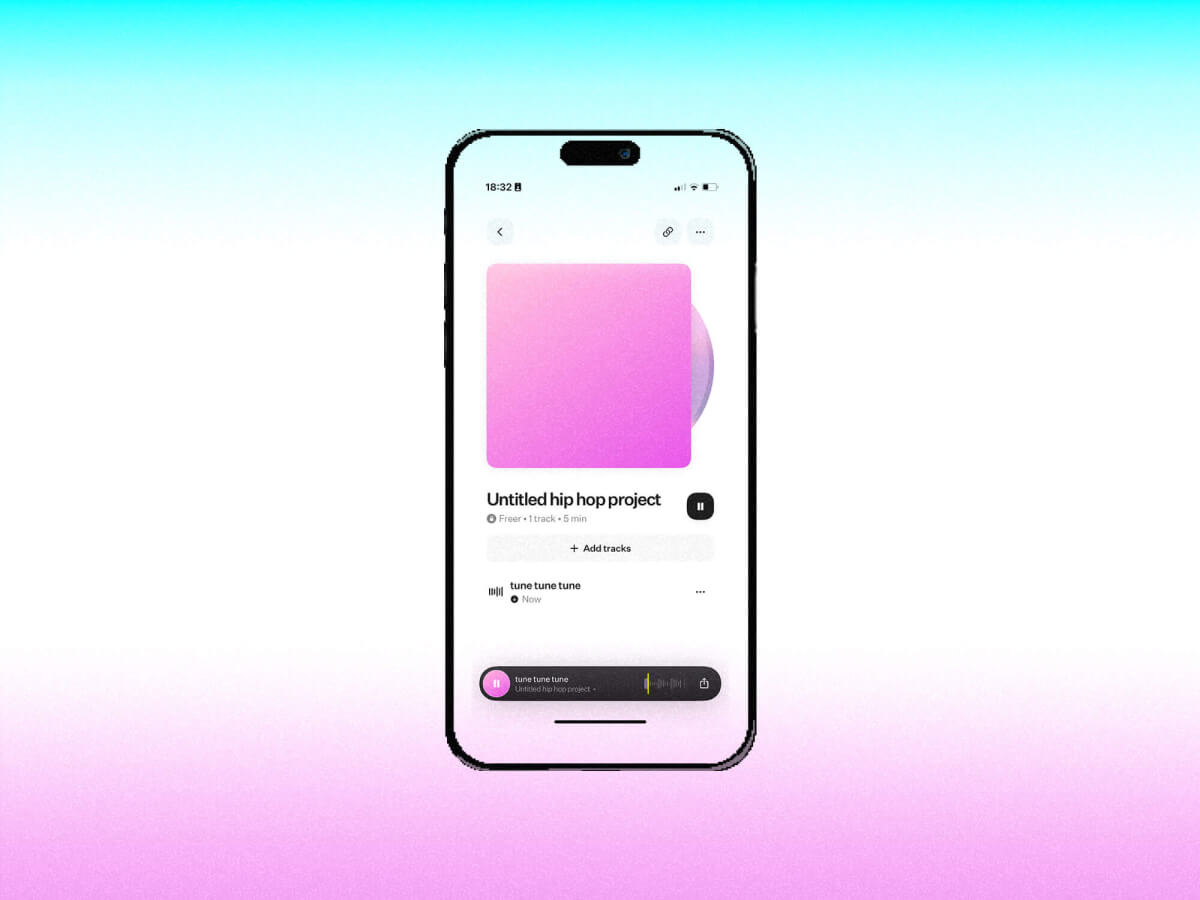 18:32
Untitled hip hop project
Freer • 1 track • 5 min
+ Add tracks
tune tune tune
Now
tune tune tune
Untitled hip hop project •